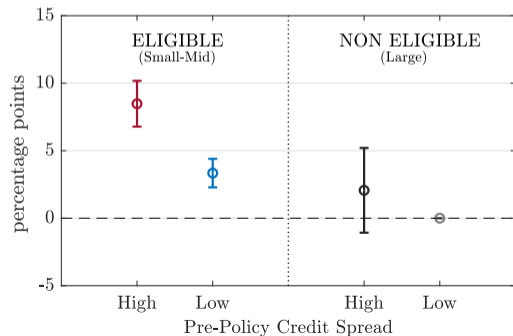 15
10
5
0
-5
percentage points
ELIGIBLE
(Small-Mid)
NON ELIGIBLE
(Large)
High
Low
High
Low
Pre-Policy Credit Spread